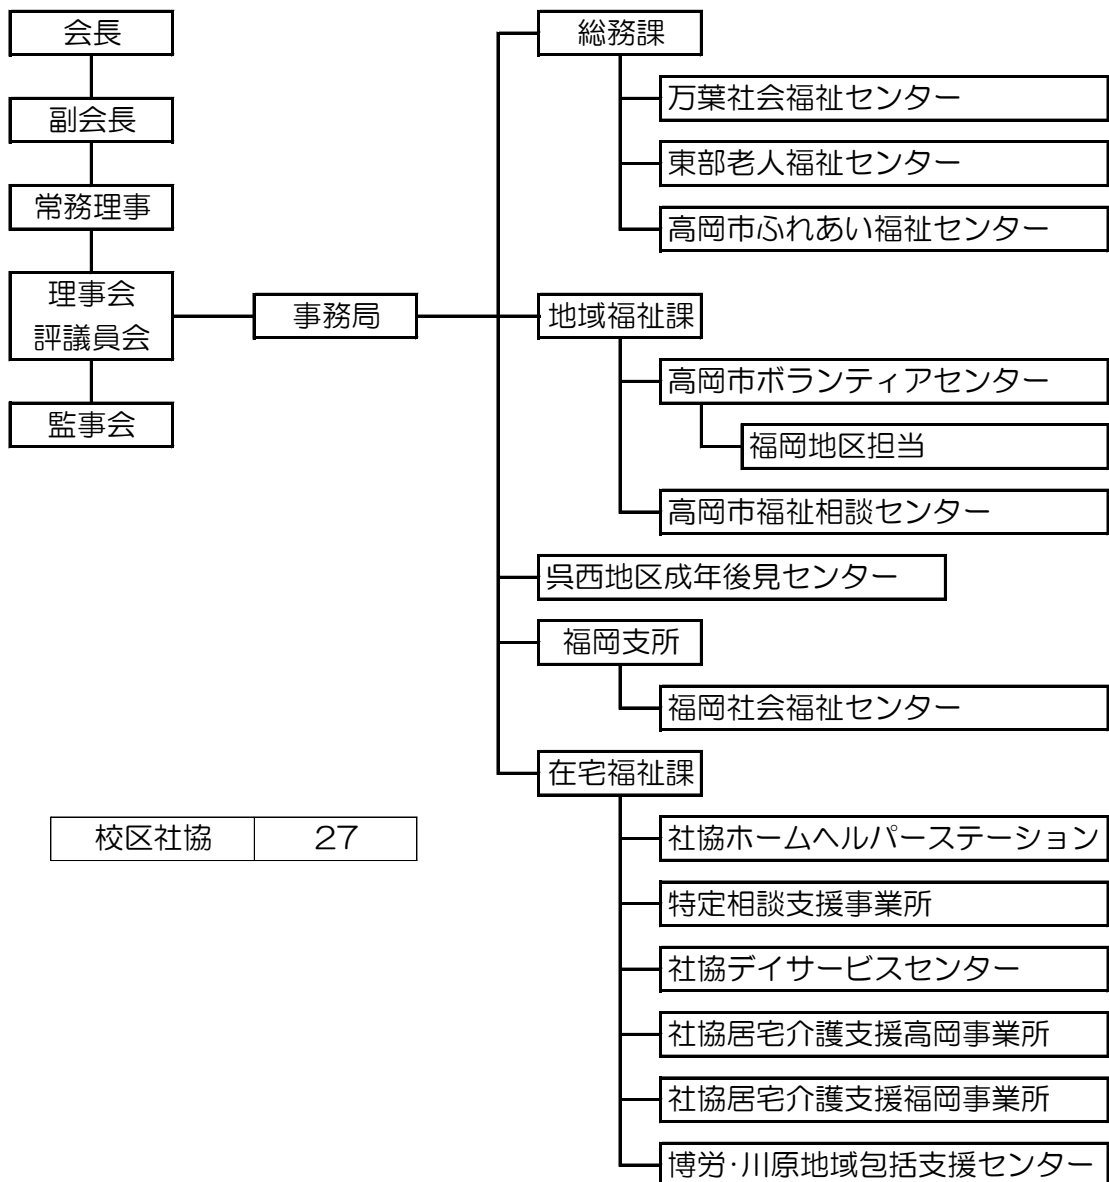 会長
副会長
常務理事
理事会
評議員会
監事会
事務局
総務課
万葉社会福祉センター
東部老人福祉センター
高岡市ふれあい福祉センター
地域福祉課
高岡市ボランティアセンター
福岡地区担当
高岡市福祉相談センター
呉西地区成年後見センター
福岡支所
福岡社会福祉センター
在宅福祉課
社協ホームヘルパーステーション
特定相談支援事業所
社協デイサービスセンター
社協居宅介護支援高岡事業所
社協居宅介護支援福岡事業所
博労·川原地域包括支援センター
校区社協 27